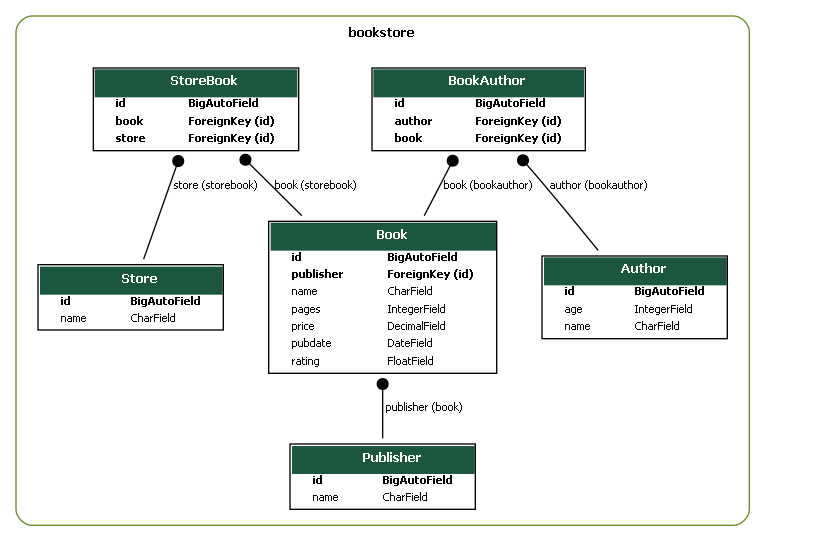 bookstore
StoreBook
id BigAutoField
book ForeignKey (id)
store ForeignKey (id)
BookAuthor
id BigAutoField
author ForeignKey (id)
book ForeignKey (id)
store (storebook)
book (storebook)
book (bookauthor)
author (bookauthor)
Store
id BigAutoField
name CharField
Book
id BigAutoField
publisher ForeignKey (id)
name CharField
pages IntegerField
price DecimalField
pubdate DateField
rating FloatField
Author
id BigAutoField
age IntegerField
name CharField
publisher (book)
Publisher
id BigAutoField
name CharField